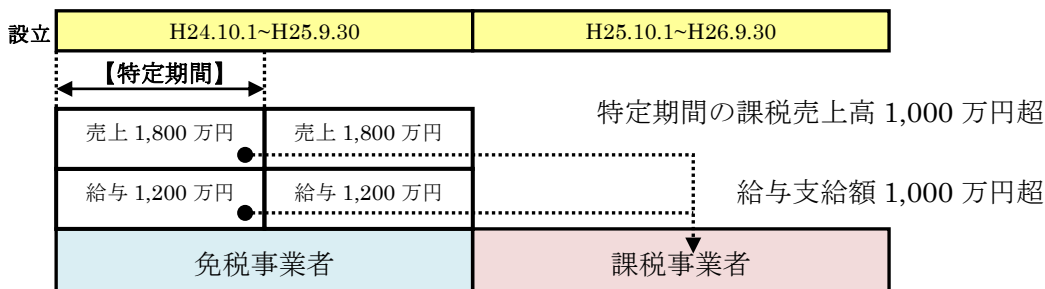 設立 H24.10.1~H25.9.30 H25.10.1~H26.9.30
【特定期間】
特定期間の課税売上高 1,000 万円超
売上 1,800 万円 売上 1,800 万円
給与 1,200 万円 給与 1,200 万円
給与支給額 1,000 万円超
免税事業者 課税事業者